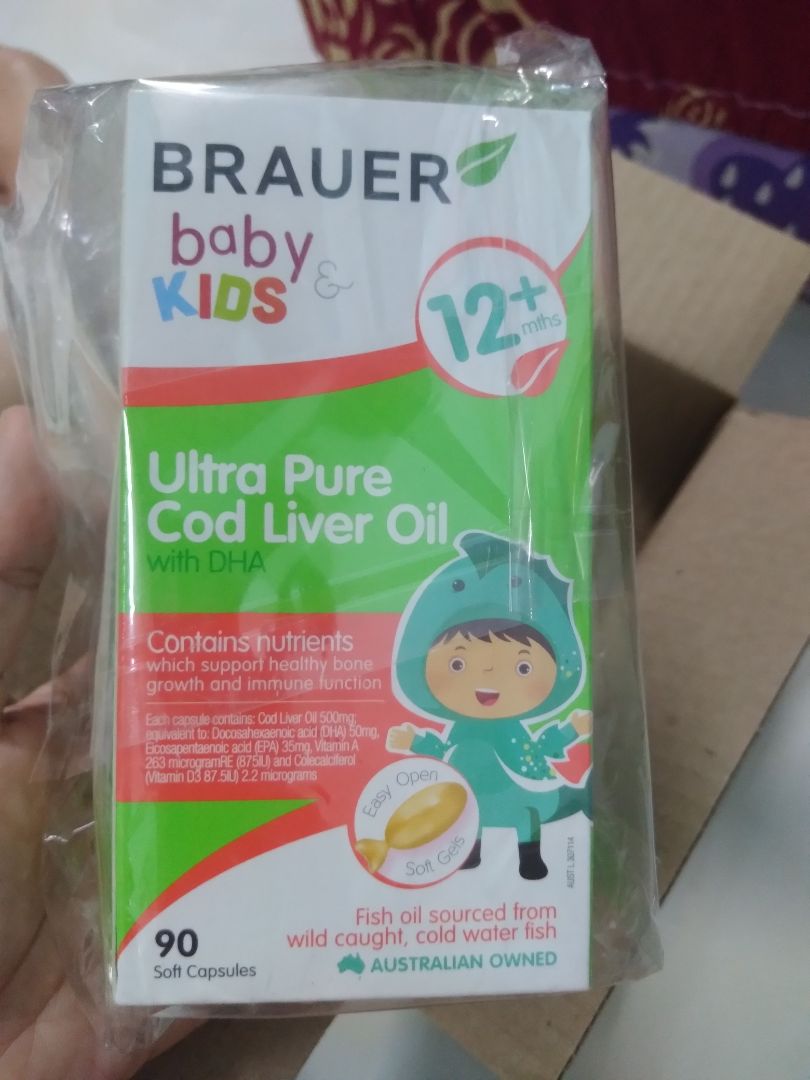 BRAUER
baby
&
KIDS
12+
mths
Ultra Pure
Cod Liver Oil
with DHA
Contains nutrients
which support healthy bone
growth and immune function
Each capsule contains: Cod Liver Oil 500mg;
equivalent to: Docosahexaenoic acid (DHA) 50mg,
Eicosapentaenoic acid (EPA) 35mg, Vitamin A
263 microgramRE (875IU) and Colecalciferol
(Vitamin D3 87.5IU) 2.2 micrograms
Easy Open
Soft Gels
AUST L 307114
90
Soft Capsules
Fish oil sourced from
wild caught, cold water fish
AUSTRALIAN OWNED